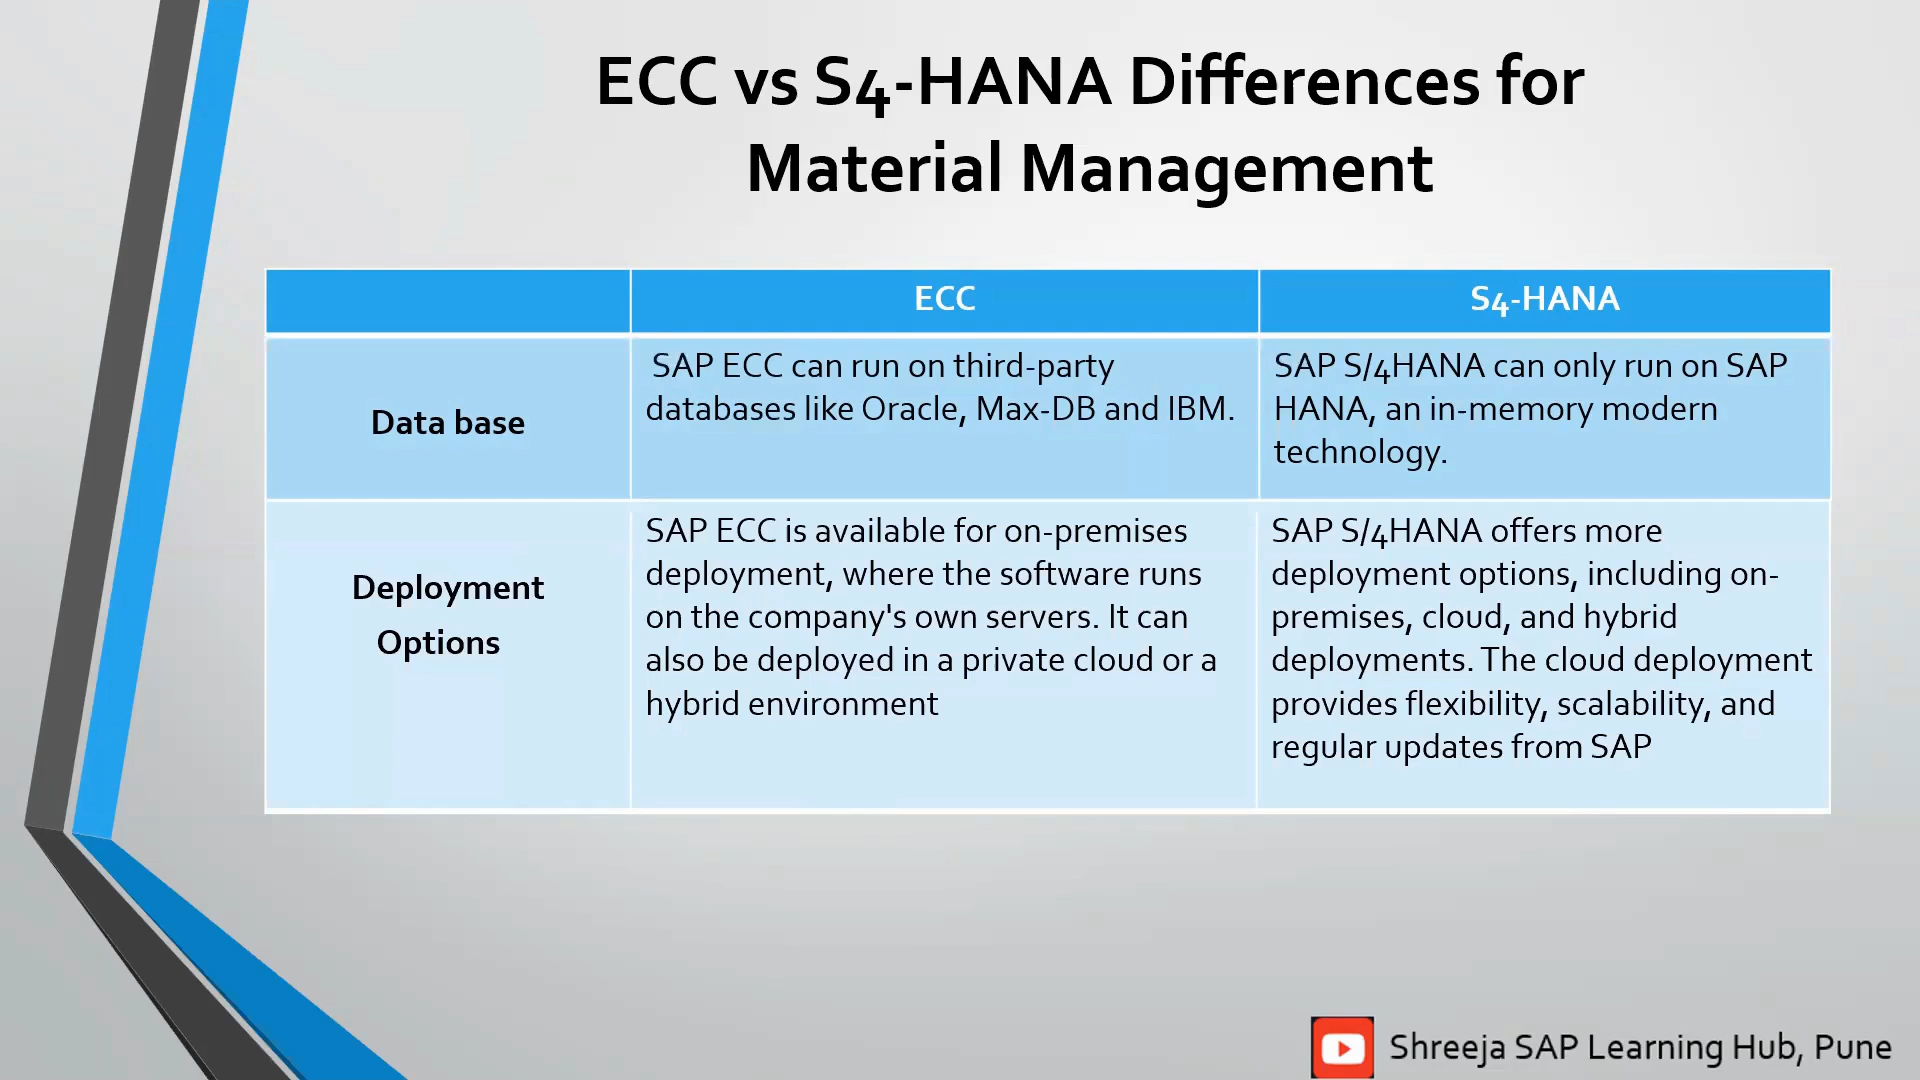 ECC vs S4-HANA Differences for
Material Management
ECC
S4-HANA
Data base
SAP ECC can run on third-party
databases like Oracle, Max-DB and IBM.
SAP S/4HANA can only run on SAP
HANA, an in-memory modern
technology.
Deployment
Options
SAP ECC is available for on-premises
deployment, where the software runs
on the company's own servers. It can
also be deployed in a private cloud or a
hybrid environment
SAP S/4HANA offers more
deployment options, including on-
premises, cloud, and hybrid
deployments. The cloud deployment
provides flexibility, scalability, and
regular updates from SAP
Shreeja SAP Learning Hub, Pune